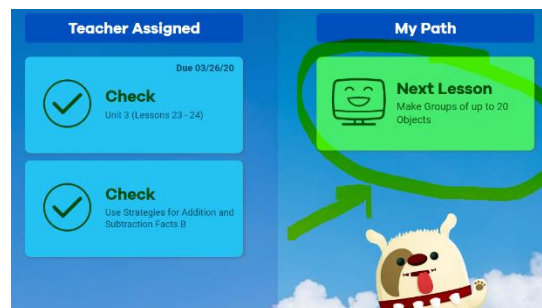 Teacher Assigned
Due 03/26/20
Check
Unit 3 (Lessons 23 - 24)
Check
Use Strategies for Addition and
Subtraction Facts B
My Path
Next Lesson
Make Groups of up to 20
Objects